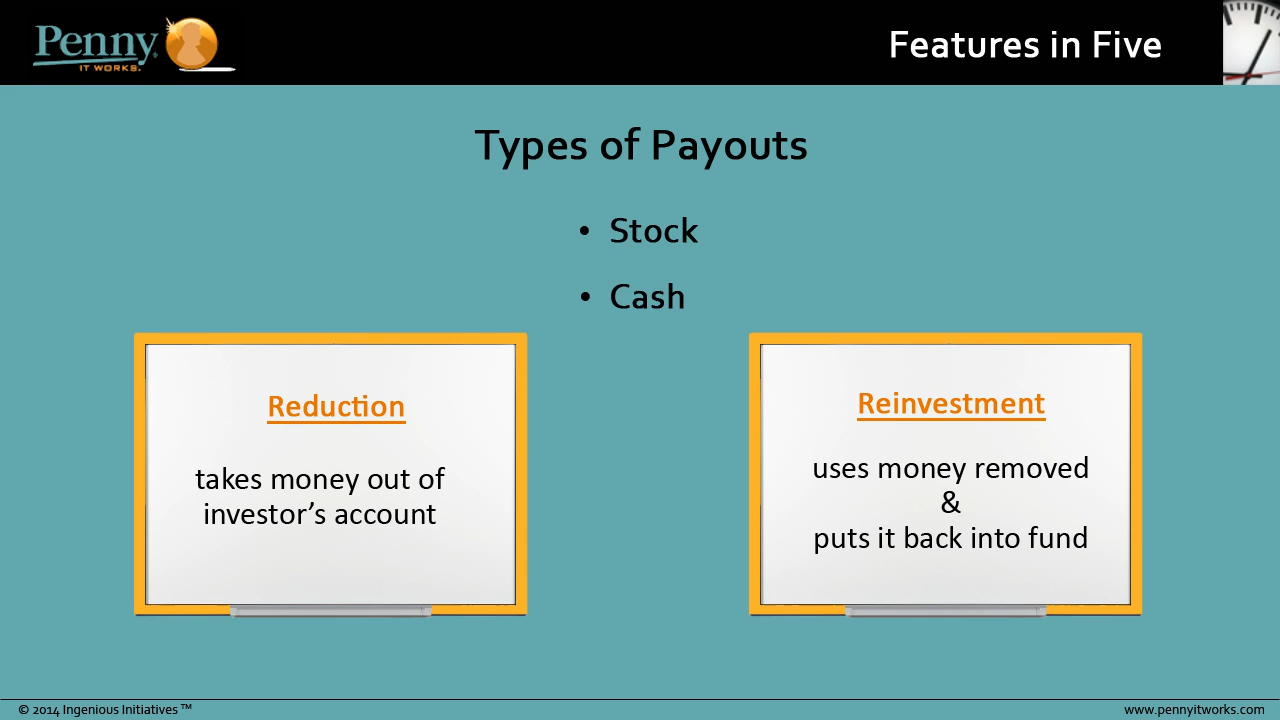 Penny®
IT WORKS.
Features in Five
Types of Payouts
• Stock
• Cash
Reduction
takes money out of
investor’s account
Reinvestment
uses money removed
&
puts it back into fund
© 2014 Ingenious Initiatives ™
www.pennyitworks.com